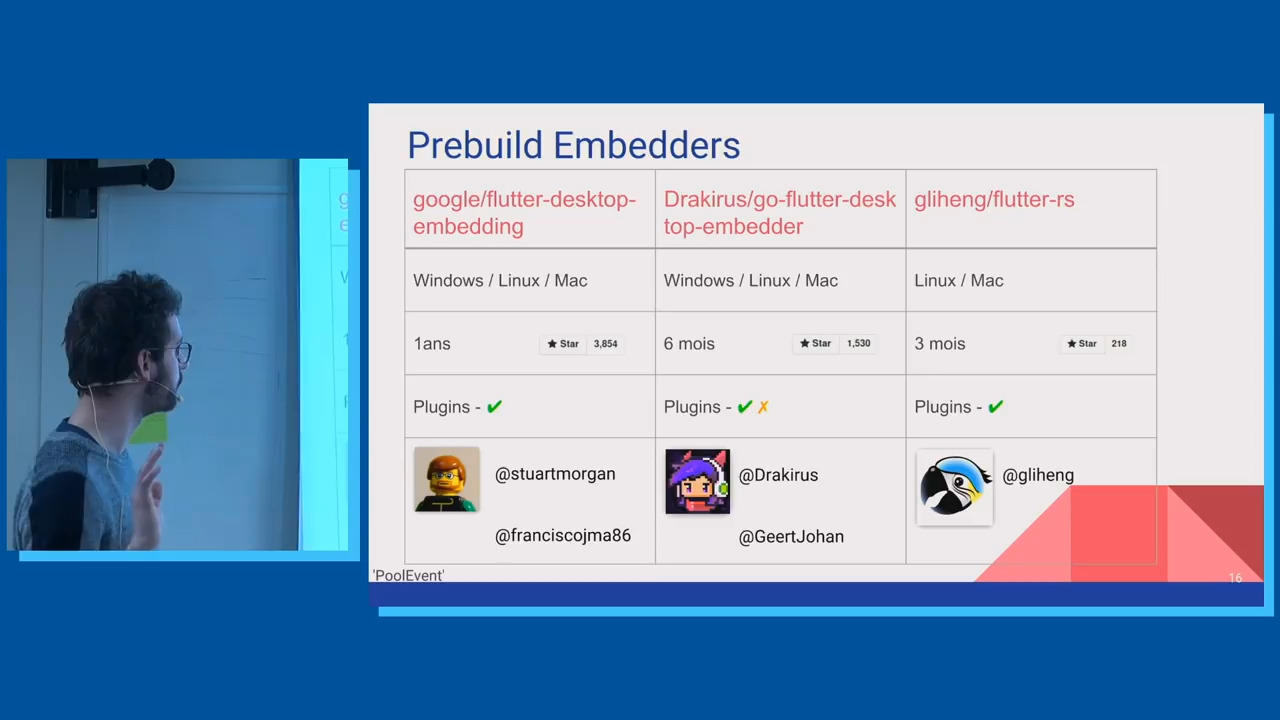 Prebuild Embedders
google/flutter-desktop-
embedding
Drakirus/go-flutter-desk
top-embedder
gliheng/flutter-rs
Windows / Linux / Mac
Windows / Linux / Mac
Linux / Mac
1ans
★ Star 3,854
6 mois
★ Star 1,530
3 mois
★ Star 218
Plugins - ✔
Plugins - ✔ ✗
Plugins - ✔
@stuartmorgan
@franciscojma86
@Drakirus
@GeertJohan
@gliheng
'PoolEvent'
16